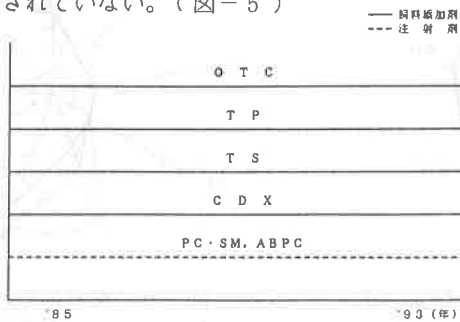 されていない。(図-5)
―― 飼料添加剤
---- 注 射 剤
O T C
T P
T S
C D X
PC・SM. ABPC
'85
'93 (年)